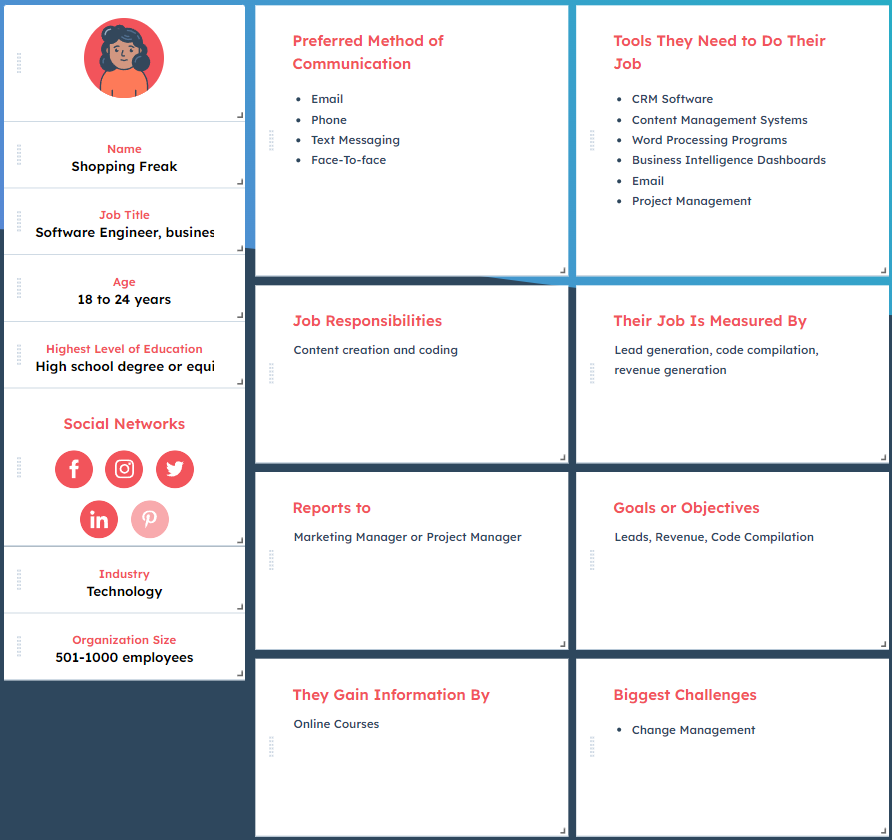 Name
Shopping Freak
Job Title
Software Engineer, busines
Age
18 to 24 years
Highest Level of Education
High school degree or equi
Social Networks
f
in
Industry
Technology
Organization Size
501-1000 employees
Preferred Method of
Communication
Email
Phone
Text Messaging
Face-To-face
Tools They Need to Do Their
Job
CRM Software
Content Management Systems
Word Processing Programs
Business Intelligence Dashboards
Email
Project Management
Job Responsibilities
Content creation and coding
Their Job Is Measured By
Lead generation, code compilation,
revenue generation
Reports to
Marketing Manager or Project Manager
Goals or Objectives
Leads, Revenue, Code Compilation
They Gain Information By
Online Courses
Biggest Challenges
Change Management